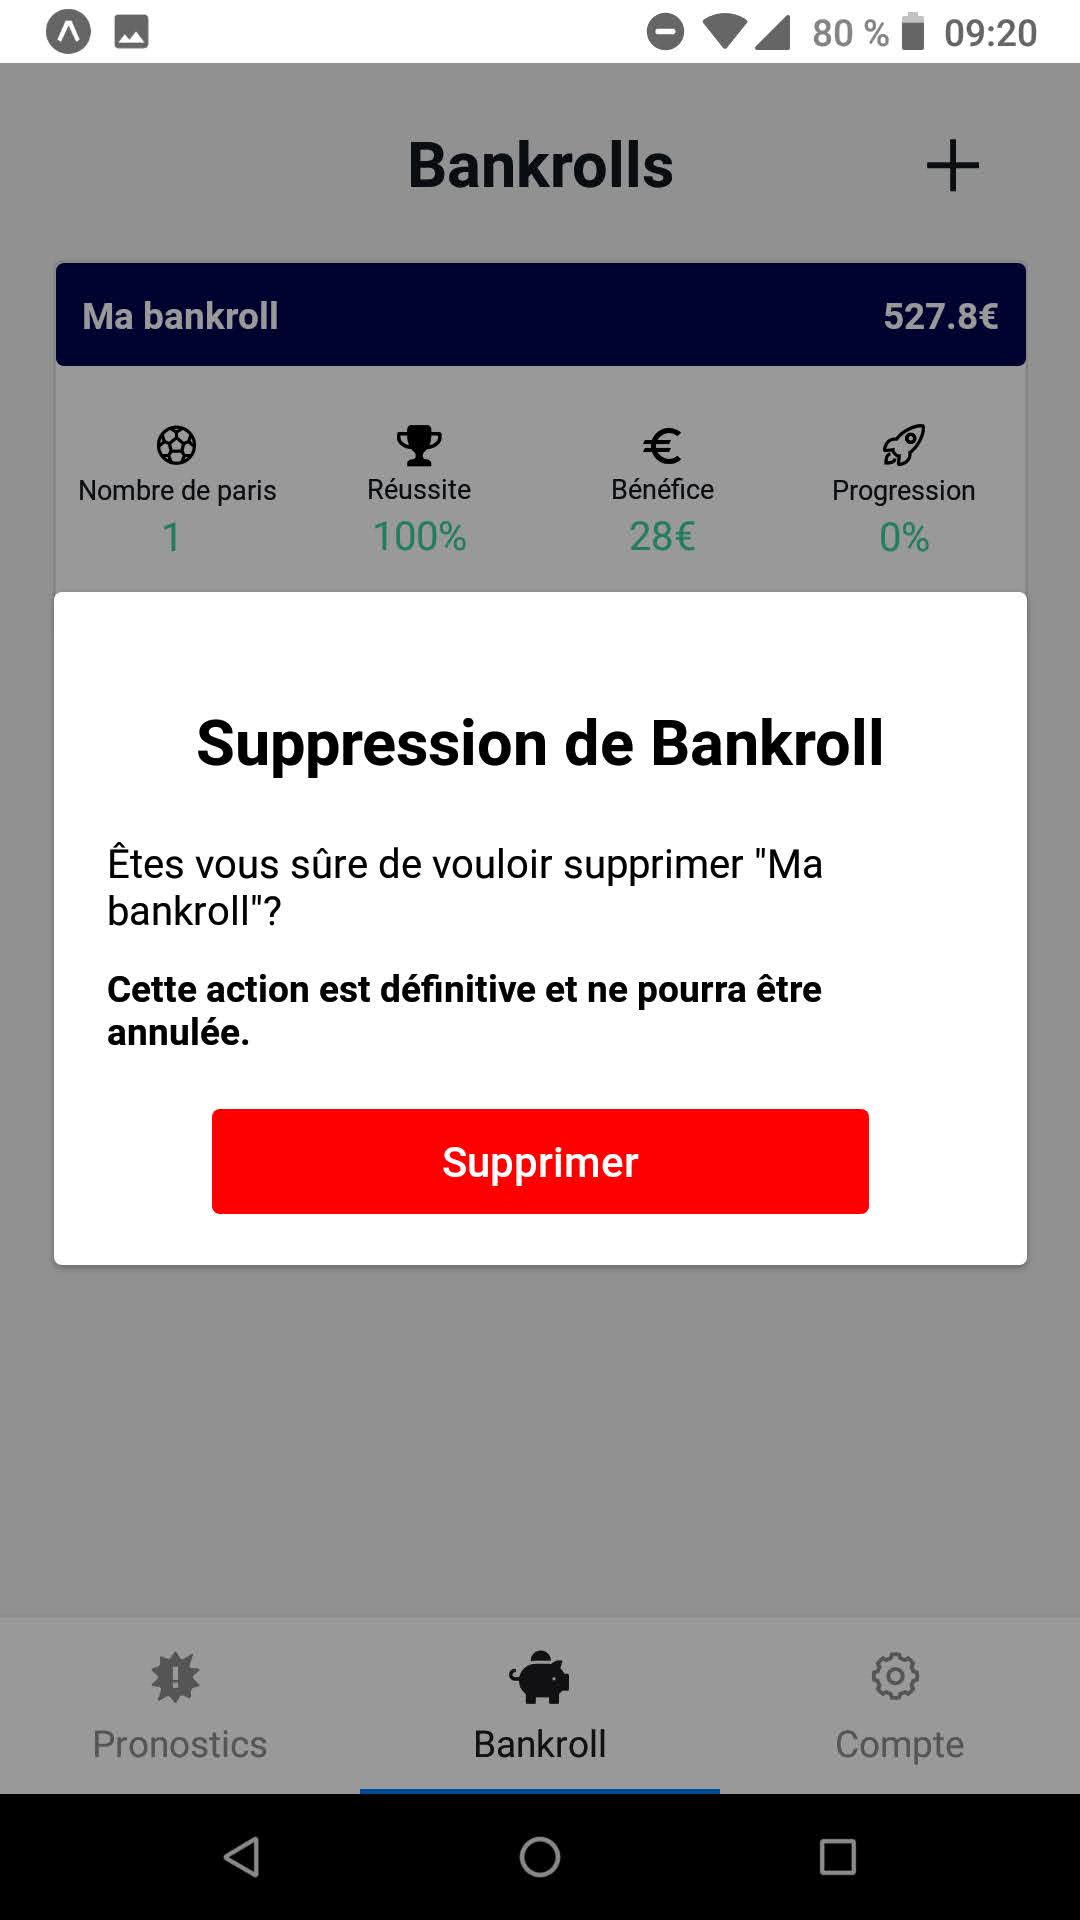 80 % 09:20
Bankrolls
Ma bankroll 527.8€
Nombre de paris Réussite Bénéfice Progression
1 100% 28€ 0%
Suppression de Bankroll
Êtes vous sûre de vouloir supprimer "Ma
bankroll"?
Cette action est définitive et ne pourra être
annulée.
Supprimer
Pronostics Bankroll Compte